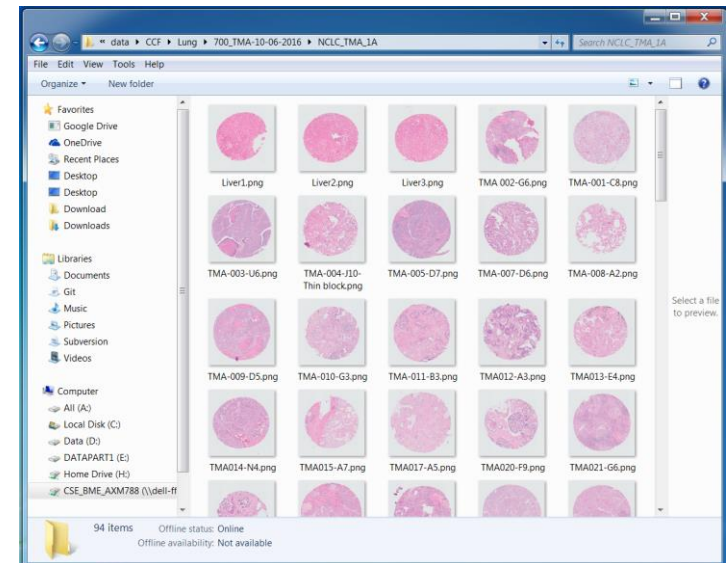 « data ▸ CCF ▸ Lung ▸ 700_TMA-10-06-2016 ▸ NCLC_TMA_1A
Search NCLC_TMA_1A
File Edit View Tools Help
Organize New folder
Favorites
Google Drive
OneDrive
Recent Places
Desktop
Desktop
Download
Downloads
Libraries
Documents
Git
Music
Pictures
Subversion
Videos
Computer
All (A:)
Local Disk (C:)
Data (D:)
DATAPART1 (E:)
Home Drive (H:)
CSE_BME_AXM788 (\\dell-ff
Liver1.png Liver2.png Liver3.png TMA 002-G6.png TMA-001-C8.png
TMA-003-U6.png TMA-004-J10-Thin block.png TMA-005-D7.png TMA-007-D6.png TMA-008-A2.png
TMA-009-D5.png TMA-010-G3.png TMA-011-B3.png TMA012-A3.png TMA013-E4.png
TMA014-N4.png TMA015-A7.png TMA017-A5.png TMA020-F9.png TMA021-G6.png
Select a file
to preview.
94 items Offline status: Online
Offline availability: Not available